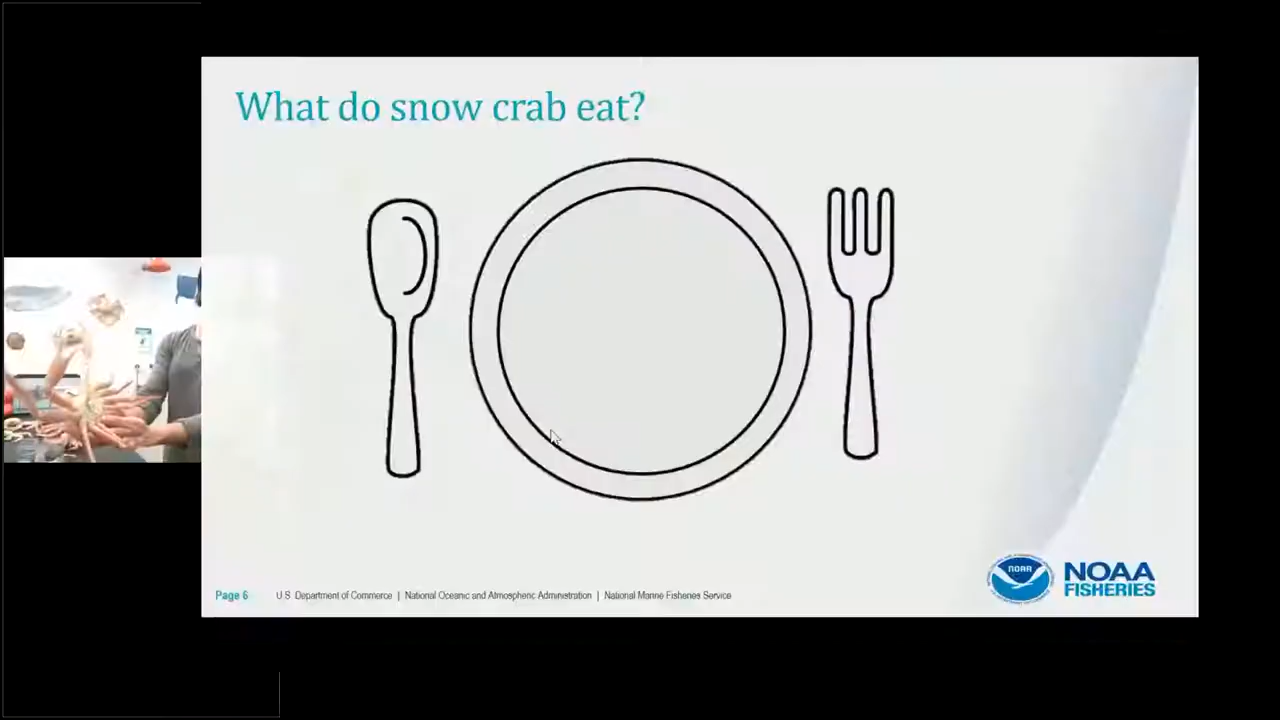 What do snow crab eat?
NOAA
NOAA
FISHERIES
Page 6 U.S. Department of Commerce | National Oceanic and Atmospheric Administration | National Marine Fisheries Service